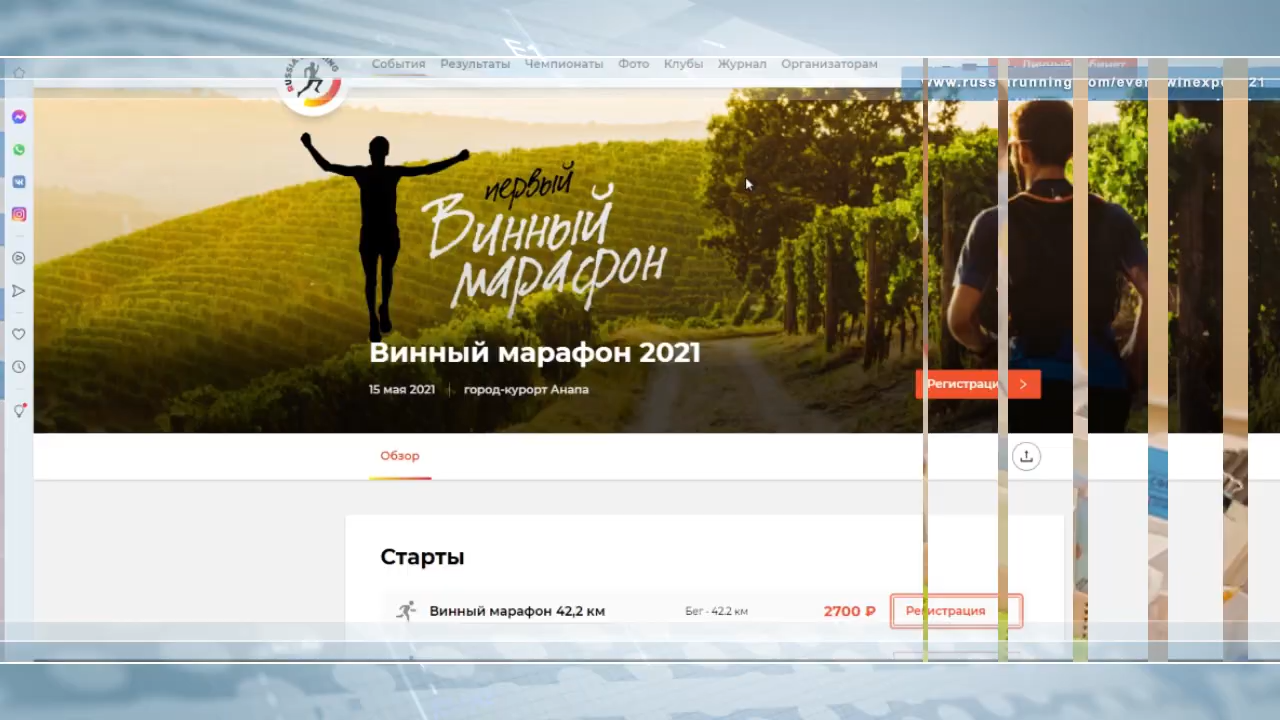 События Результаты Чемпионаты Фото Клубы Журнал Организаторам
первый
Винный
марафон
Винный марафон 2021
15 мая 2021 город-курорт Анапа
Регистраци
Обзор
Старты
Винный марафон 42,2 км Бег - 42.2 км 2700 ₽ Регистрация